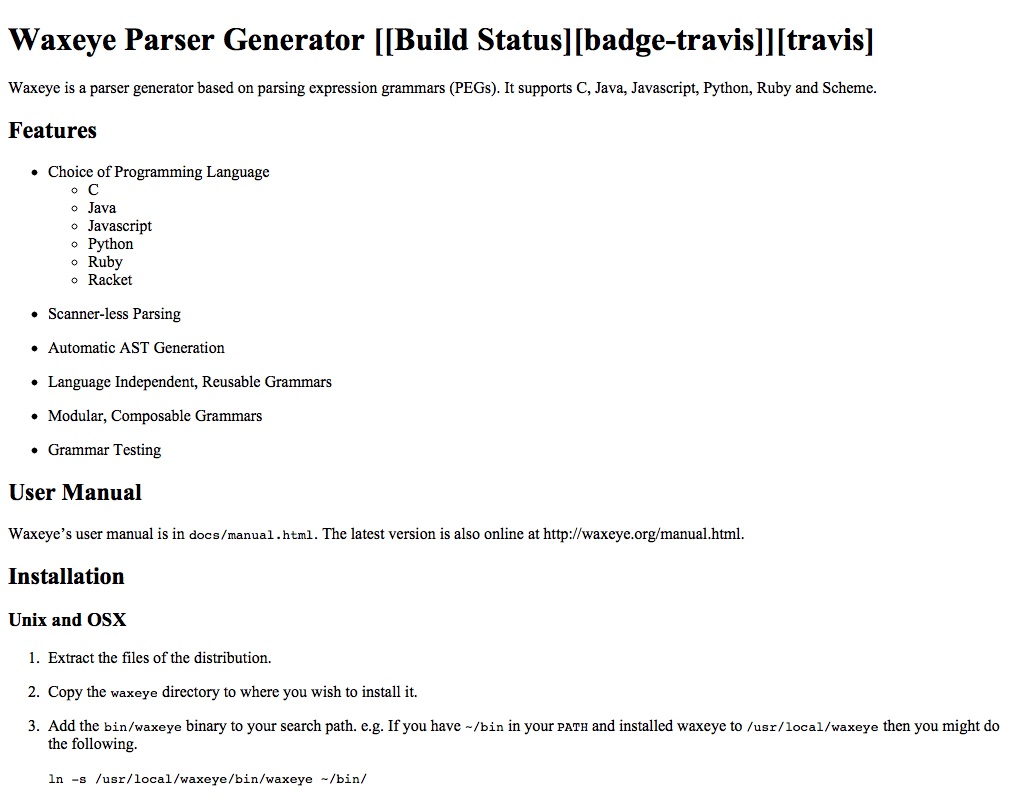 Waxeye Parser Generator [[Build Status][badge-travis]][travis]
Waxeye is a parser generator based on parsing expression grammars (PEGs). It supports C, Java, Javascript, Python, Ruby and Scheme.
Features
• Choice of Programming Language
◦ C
◦ Java
◦ Javascript
◦ Python
◦ Ruby
◦ Racket
• Scanner-less Parsing
• Automatic AST Generation
• Language Independent, Reusable Grammars
• Modular, Composable Grammars
• Grammar Testing
User Manual
Waxeye’s user manual is in docs/manual.html. The latest version is also online at http://waxeye.org/manual.html.
Installation
Unix and OSX
1. Extract the files of the distribution.
2. Copy the waxeye directory to where you wish to install it.
3. Add the bin/waxeye binary to your search path. e.g. If you have ~/bin in your PATH and installed waxeye to /usr/local/waxeye then you might do
the following.
ln -s /usr/local/waxeye/bin/waxeye ~/bin/